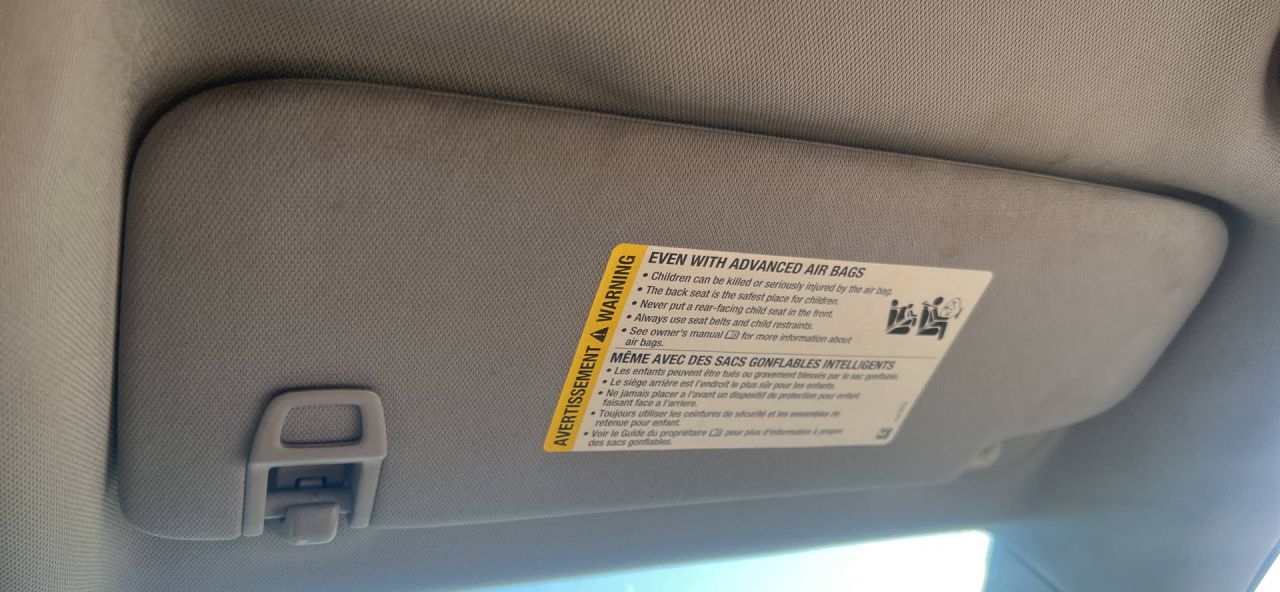 AVERTISSEMENT ⚠ WARNING
EVEN WITH ADVANCED AIR BAGS
• Children can be killed or seriously injured by the air bag.
• The back seat is the safest place for children.
• Never put a rear-facing child seat in the front.
• Always use seat belts and child restraints.
• See owner's manual for more information about
air bags.
MÊME AVEC DES SACS GONFLABLES INTELLIGENTS
• Les enfants peuvent être tués ou gravement blessés par le sac gonflable.
• Le siège arrière est l'endroit le plus sûr pour les enfants.
• Ne jamais placer a l'avant un dispositif de protection pour enfant
faisant face a l'arriere.
• Toujours utiliser les ceintures de sécurité et les ensembles de
retenue pour enfant.
• Voir le Guide du propriétaire pour plus d'information à propos
des sacs gonflables.